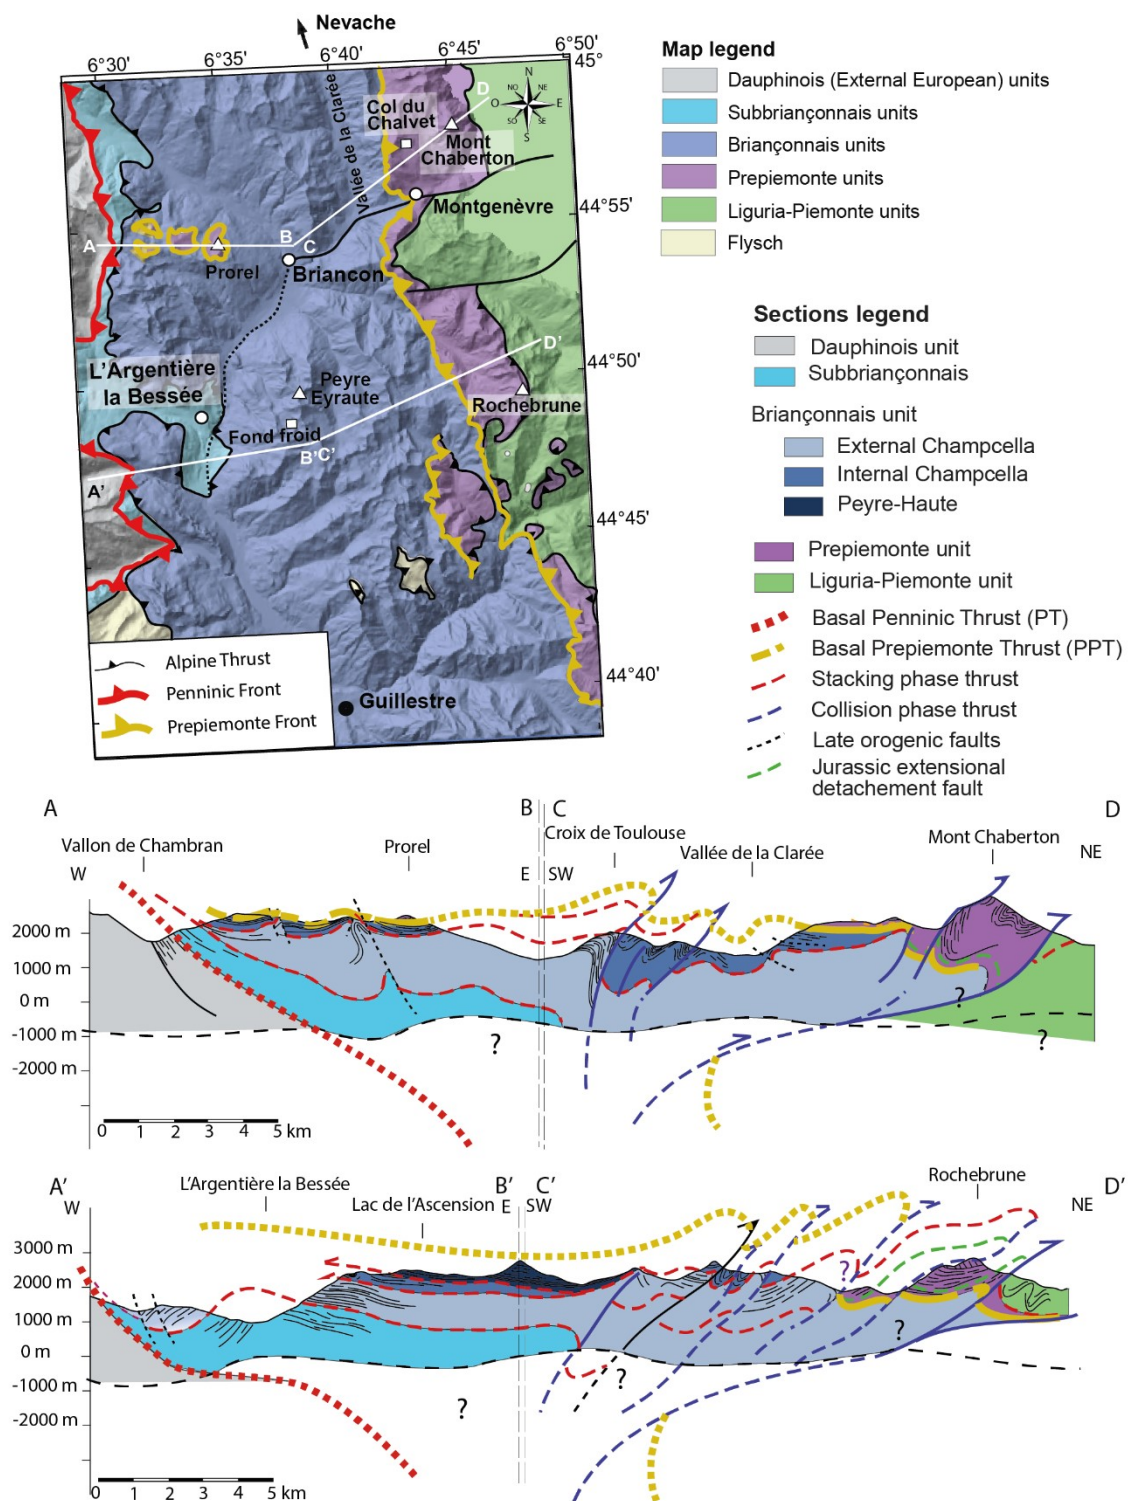 Nevache
6°30'
6°35'
6°40'
6°45'
6°50'
45°
Vallée de la Clarée
Col du
Chalvet
D
N
NO
NE
O
E
SO
SE
S
Mont
Chaberton
Montgenèvre
44°55'
A
B
C
Prorel
Briancon
D'
44°50'
L'Argentière
la Bessée
Peyre
Eyraute
Rochebrune
Fond froid
B'C'
A'
44°45'
44°40'
Guillestre
Alpine Thrust
Penninic Front
Prepiemonte Front
Map legend
Dauphinois (External European) units
Subbriançonnais units
Briançonnais units
Prepiemonte units
Liguria-Piemonte units
Flysch
Sections legend
Dauphinois unit
Subbriançonnais
Briançonnais unit
External Champcella
Internal Champcella
Peyre-Haute
Prepiemonte unit
Liguria-Piemonte unit
Basal Penninic Thrust (PT)
Basal Prepiemonte Thrust (PPT)
Stacking phase thrust
Collision phase thrust
Late orogenic faults
Jurassic extensional
detachement fault
A
B
C
D
Vallon de Chambran
Prorel
Croix de Toulouse
Vallée de la Clarée
Mont Chaberton
W
E
SW
NE
2000 m
1000 m
0 m
-1000 m
-2000 m
?
?
?
0 1 2 3 4 5 km
A'
B'
C'
D'
L'Argentière la Bessée
Lac de l'Ascension
Rochebrune
W
E
SW
NE
3000 m
2000 m
1000 m
0 m
-1000 m
-2000 m
?
?
?
?
0 1 2 3 4 5 km